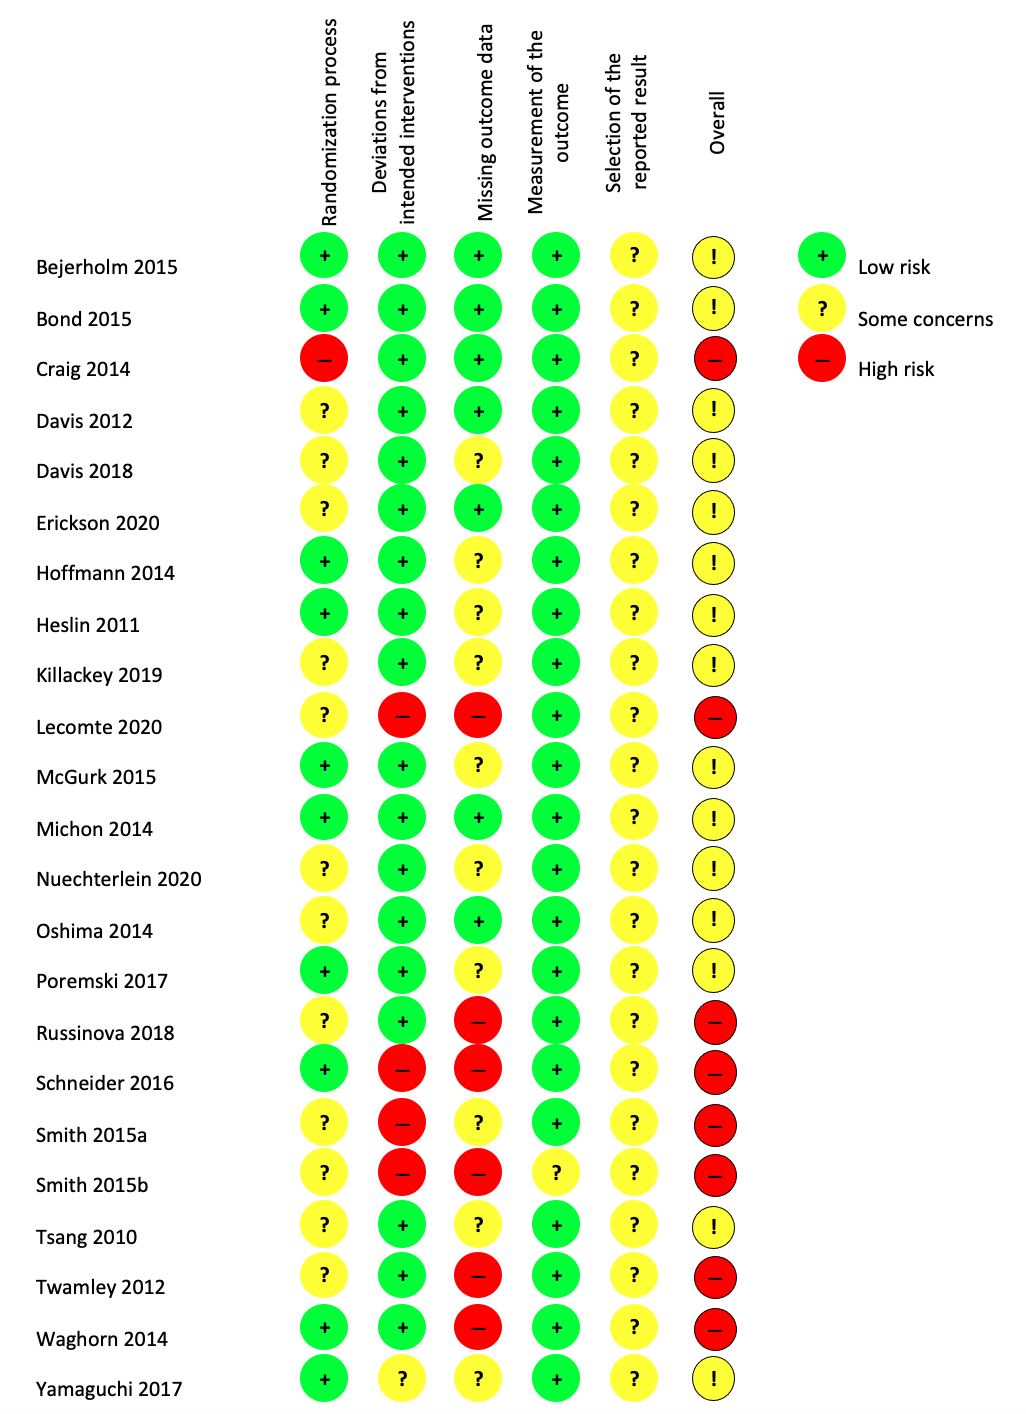 Randomization process
Deviations from
intended interventions
Missing outcome data
Measurement of the
outcome
Selection of the
reported result
Overall
Bejerholm 2015 + + + + ? ! + Low risk
Bond 2015 + + + + ? ! ? Some concerns
Craig 2014 – + + + ? – – High risk
Davis 2012 ? + + + ? !
Davis 2018 ? + ? + ? !
Erickson 2020 ? + + + ? !
Hoffmann 2014 + + ? + ? !
Heslin 2011 + + ? + ? !
Killackey 2019 ? + ? + ? !
Lecomte 2020 ? – – + ? –
McGurk 2015 + + ? + ? !
Michon 2014 + + + + ? !
Nuechterlein 2020 ? + ? + ? !
Oshima 2014 ? + + + ? !
Poremski 2017 + + ? + ? !
Russinova 2018 ? + – + ? –
Schneider 2016 + – – + ? –
Smith 2015a ? – ? + ? –
Smith 2015b ? – – ? ? –
Tsang 2010 ? + ? + ? !
Twamley 2012 ? + – + ? –
Waghorn 2014 + + – + ? –
Yamaguchi 2017 + ? ? + ? !